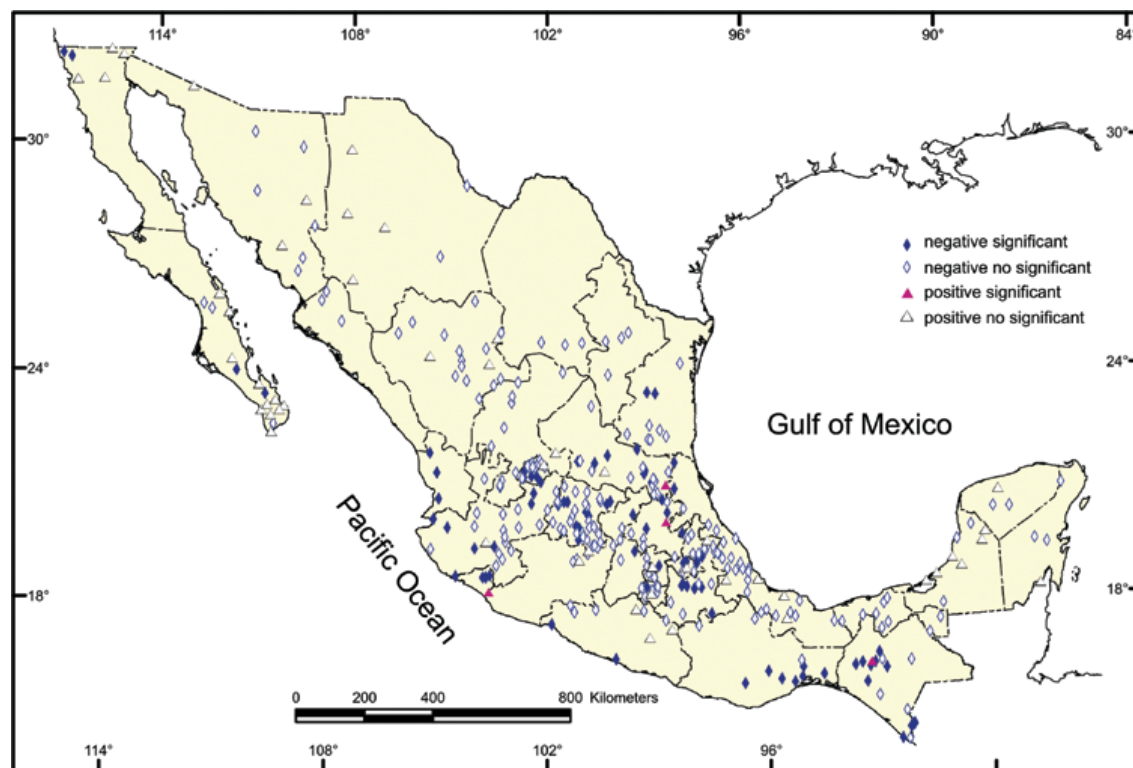 114° 108° 102° 96° 90° 84°
30° 30°
negative significant
negative no significant
positive significant
positive no significant
24° 24°
Gulf of Mexico
Pacific Ocean
18° 18°
0 200 400 800 Kilometers
114° 108° 102° 96°